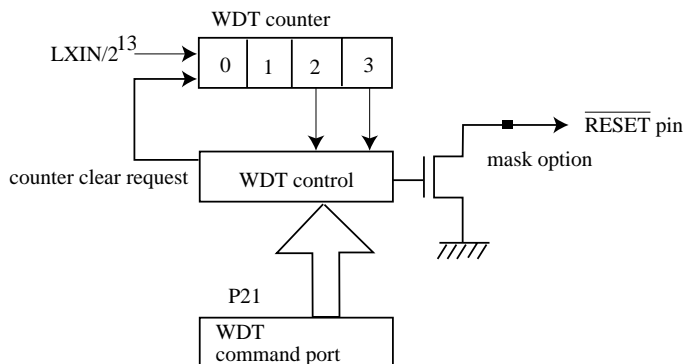 WDT counter
LXIN/2^13
0 1 2 3
RESET pin
mask option
counter clear request
WDT control
P21
WDT
command port